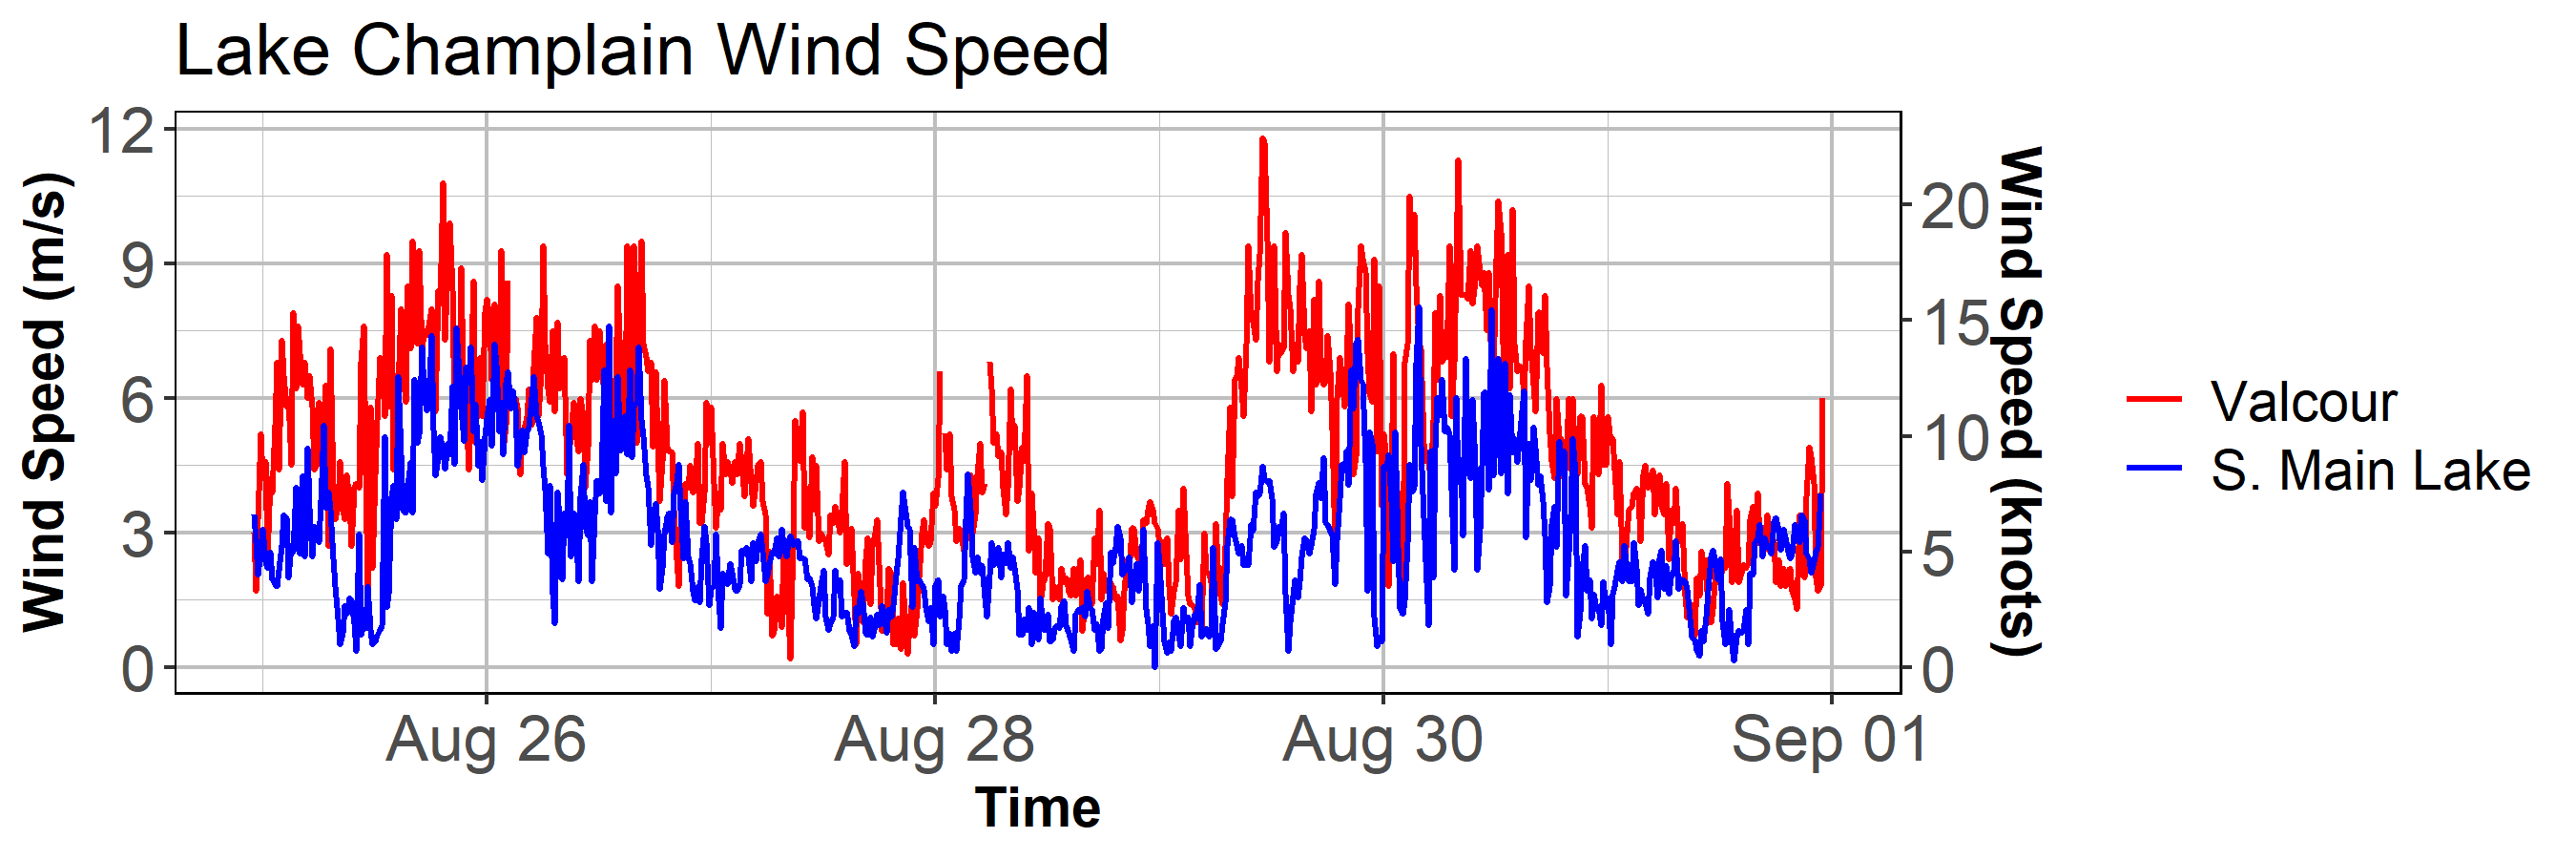 Lake Champlain Wind Speed
Wind Speed (m/s)
12
9
6
3
0
Wind Speed (knots)
20
15
10
5
0
Aug 26
Aug 28
Aug 30
Sep 01
Time
Valcour
S. Main Lake